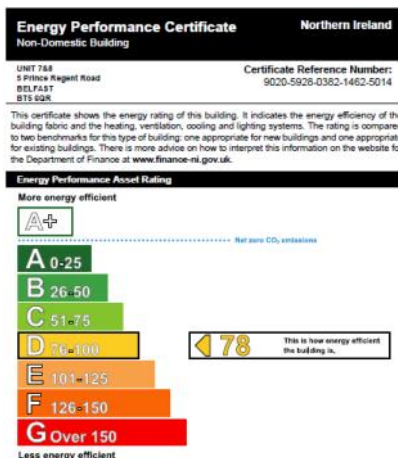 Energy Performance Certificate
Northern Ireland
Non-Domestic Building
UNIT 7&8
5 Prince Regent Road
BELFAST
BT5 6QR
Certificate Reference Number:
9020-5928-0382-1462-5014
This certificate shows the energy rating of this building. It indicates the energy efficiency of the
building fabric and the heating, ventilation, cooling and lighting systems. The rating is compared
to two benchmarks for this type of building: one appropriate for new buildings and one appropriate
for existing buildings. There is more advice on how to interpret this information on the website for
the Department of Finance at www.finance-ni.gov.uk.
Energy Performance Asset Rating
More energy efficient
A+
Net zero CO₂ emissions
A 0-25
B 26-50
C 51-75
D 76-100
78
This is how energy efficient
the building is.
E 101-125
F 126-150
G Over 150
Less energy efficient